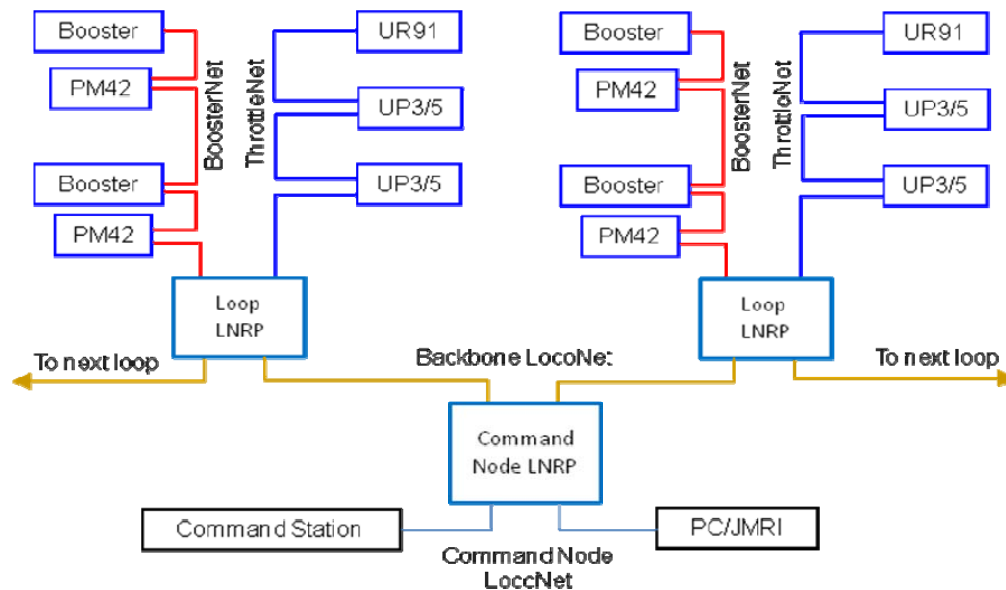 Booster
UR91
PM42
BoosterNet
ThrottleNet
UP3/5
Booster
UP3/5
PM42
Loop
LNRP
Booster
UR91
PM42
BoosterNet
ThrottleNet
UP3/5
Booster
UP3/5
PM42
Loop
LNRP
To next loop
Backbone LocoNet
To next loop
Command
Node LNRP
Command Station
PC/JMRI
Command Node
LocoNet